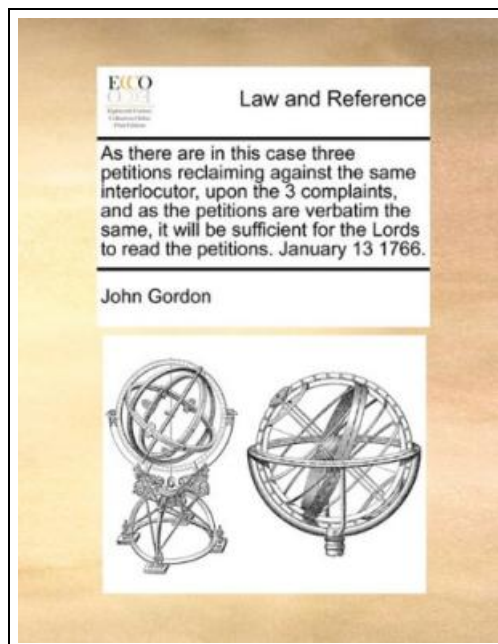 ECCO
Law and Reference
As there are in this case three
petitions reclaiming against the same
interlocutor, upon the 3 complaints,
and as the petitions are verbatim the
same, it will be sufficient for the Lords
to read the petitions. January 13 1766.
John Gordon